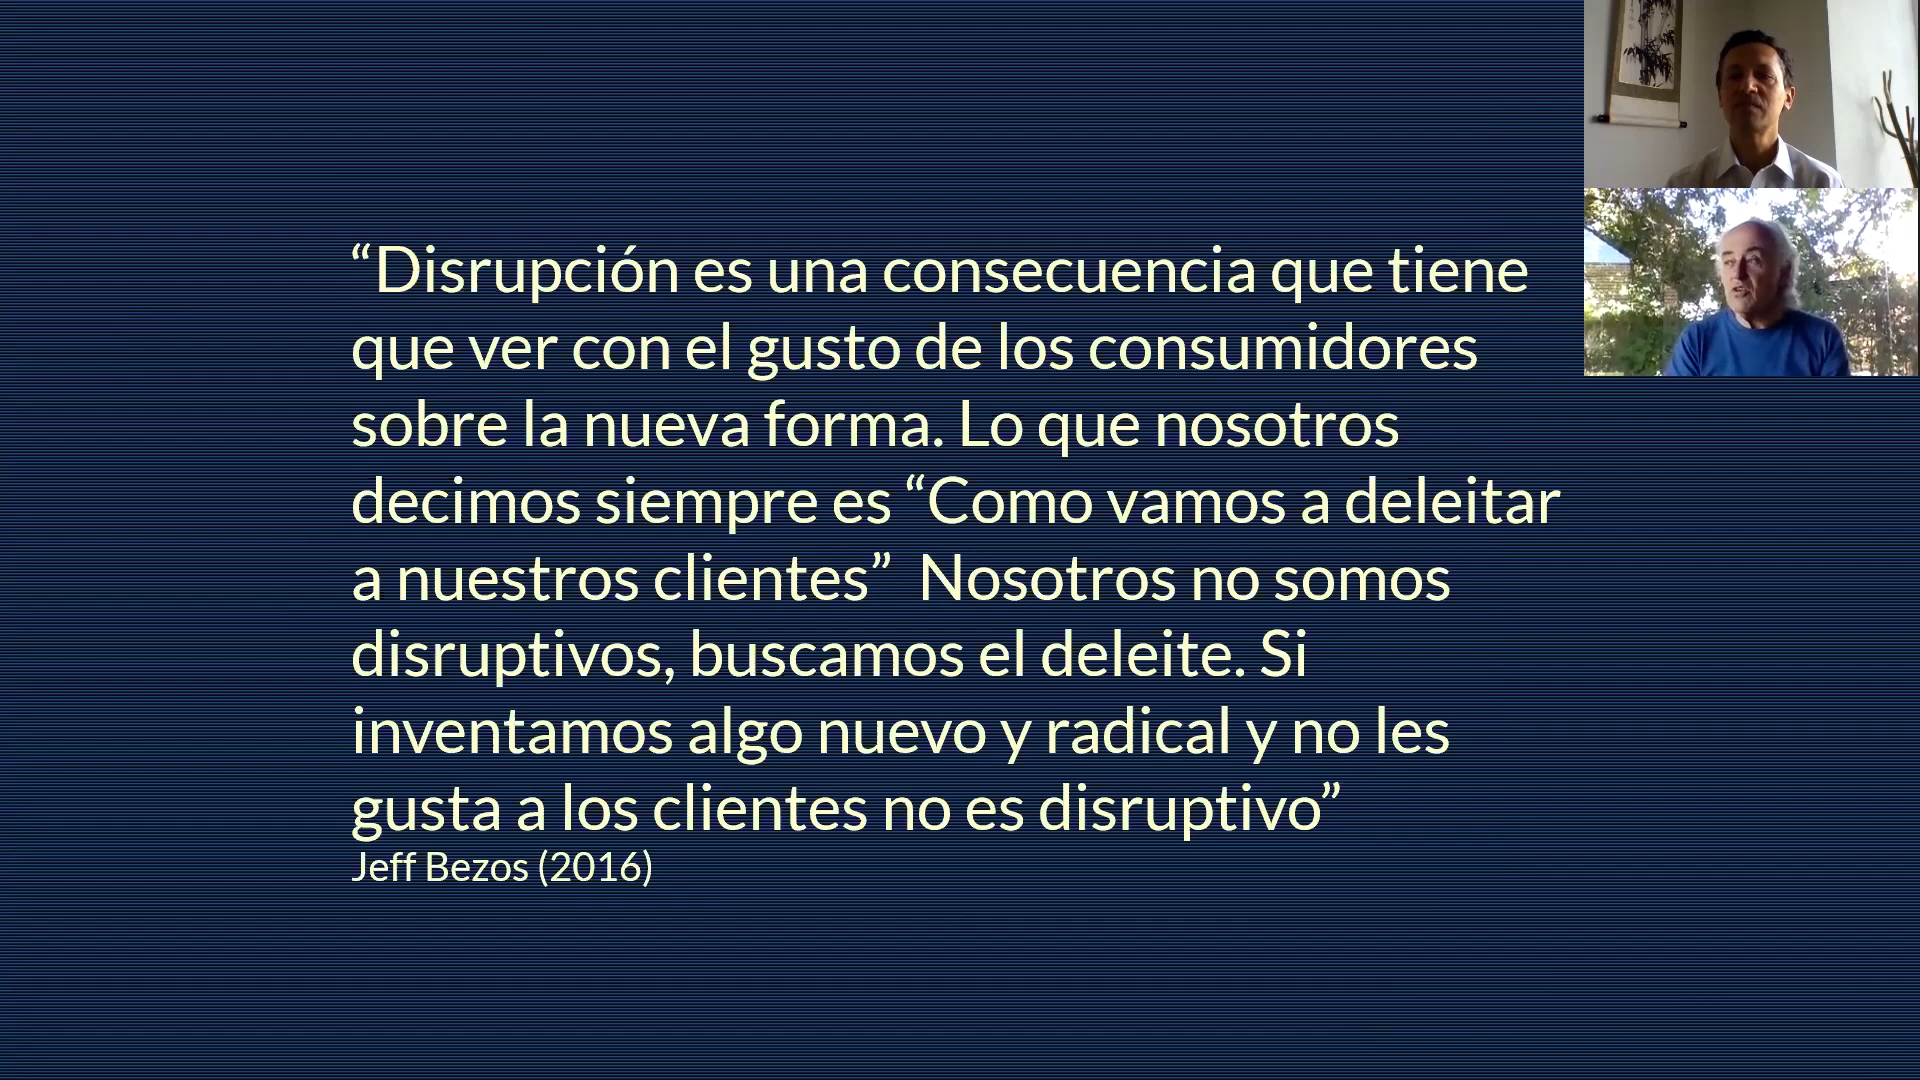 “Disrupción es una consecuencia que tiene
que ver con el gusto de los consumidores
sobre la nueva forma. Lo que nosotros
decimos siempre es “Como vamos a deleitar
a nuestros clientes”  Nosotros no somos
disruptivos, buscamos el deleite. Si
inventamos algo nuevo y radical y no les
gusta a los clientes no es disruptivo”
Jeff Bezos (2016)